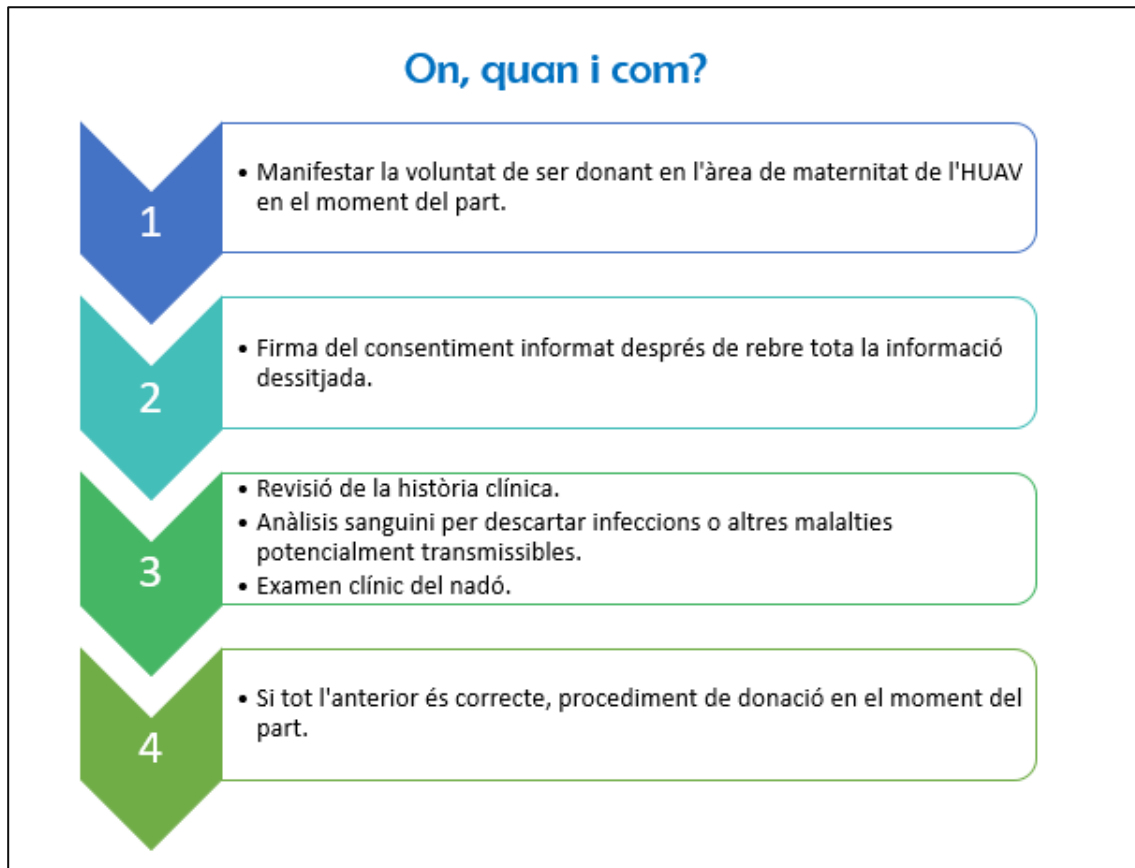 On, quan i com?
1
• Manifestar la voluntat de ser donant en l'àrea de maternitat de l'HUAV
en el moment del part.
2
• Firma del consentiment informat després de rebre tota la informació
dessitjada.
3
• Revisió de la història clínica.
• Anàlisis sanguini per descartar infeccions o altres malalties
potencialment transmissibles.
• Examen clínic del nadó.
4
• Si tot l'anterior és correcte, procediment de donació en el moment del
part.